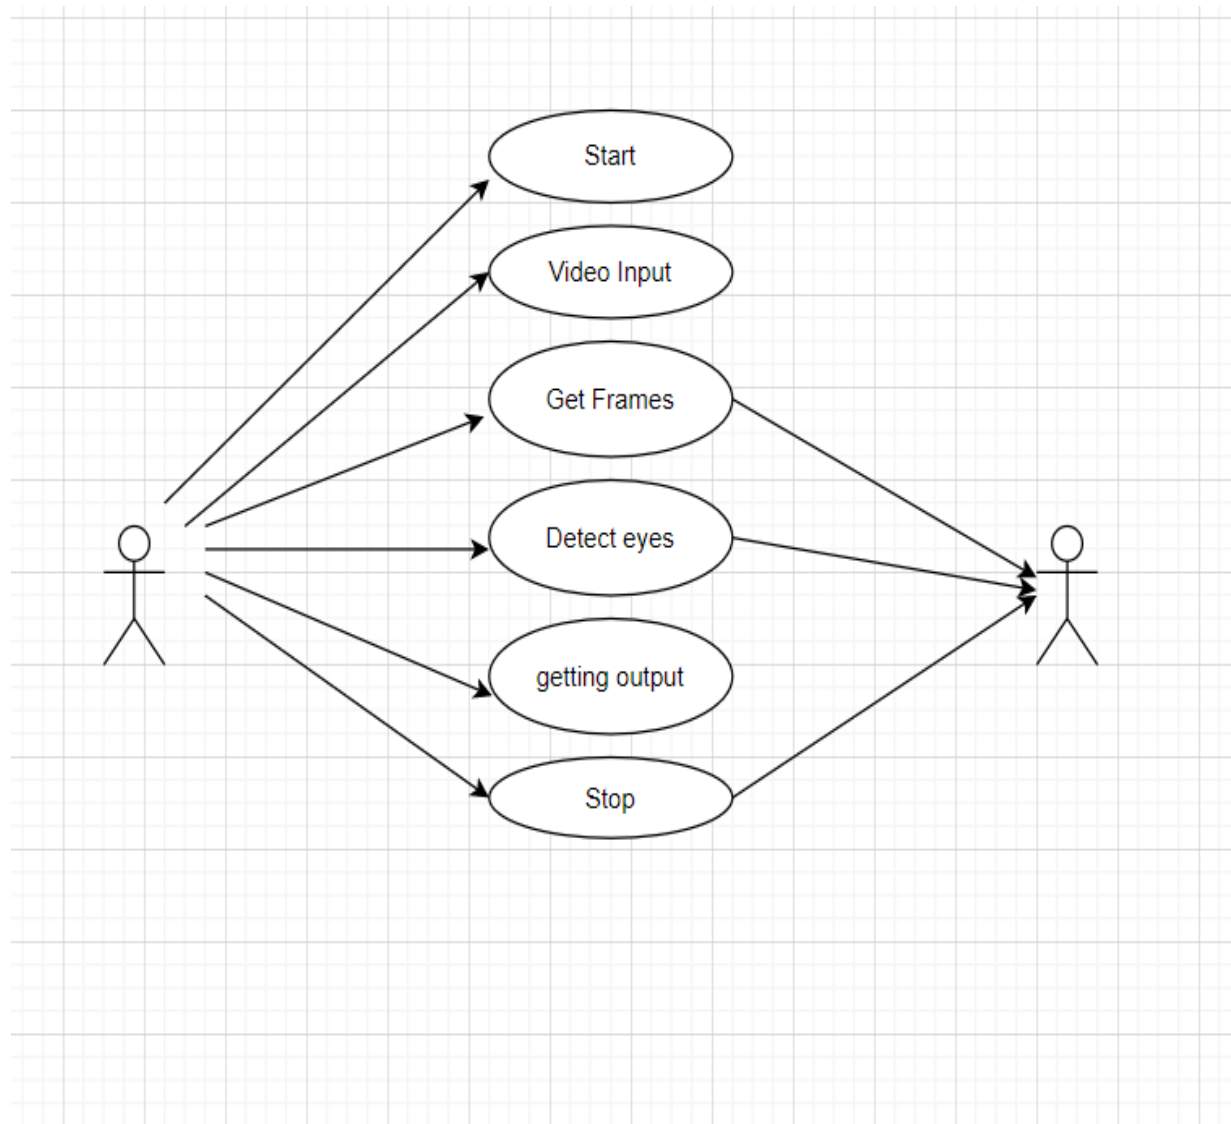 Start
Video Input
Get Frames
Detect eyes
getting output
Stop